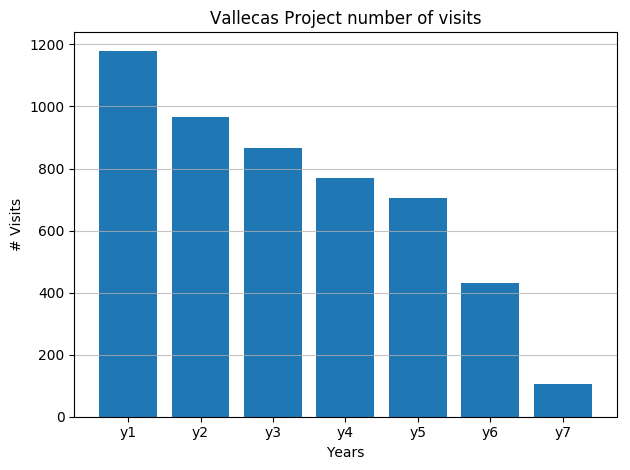 Vallecas Project number of visits
1200
1000
800
600
400
200
0
# Visits
y1 y2 y3 y4 y5 y6 y7
Years